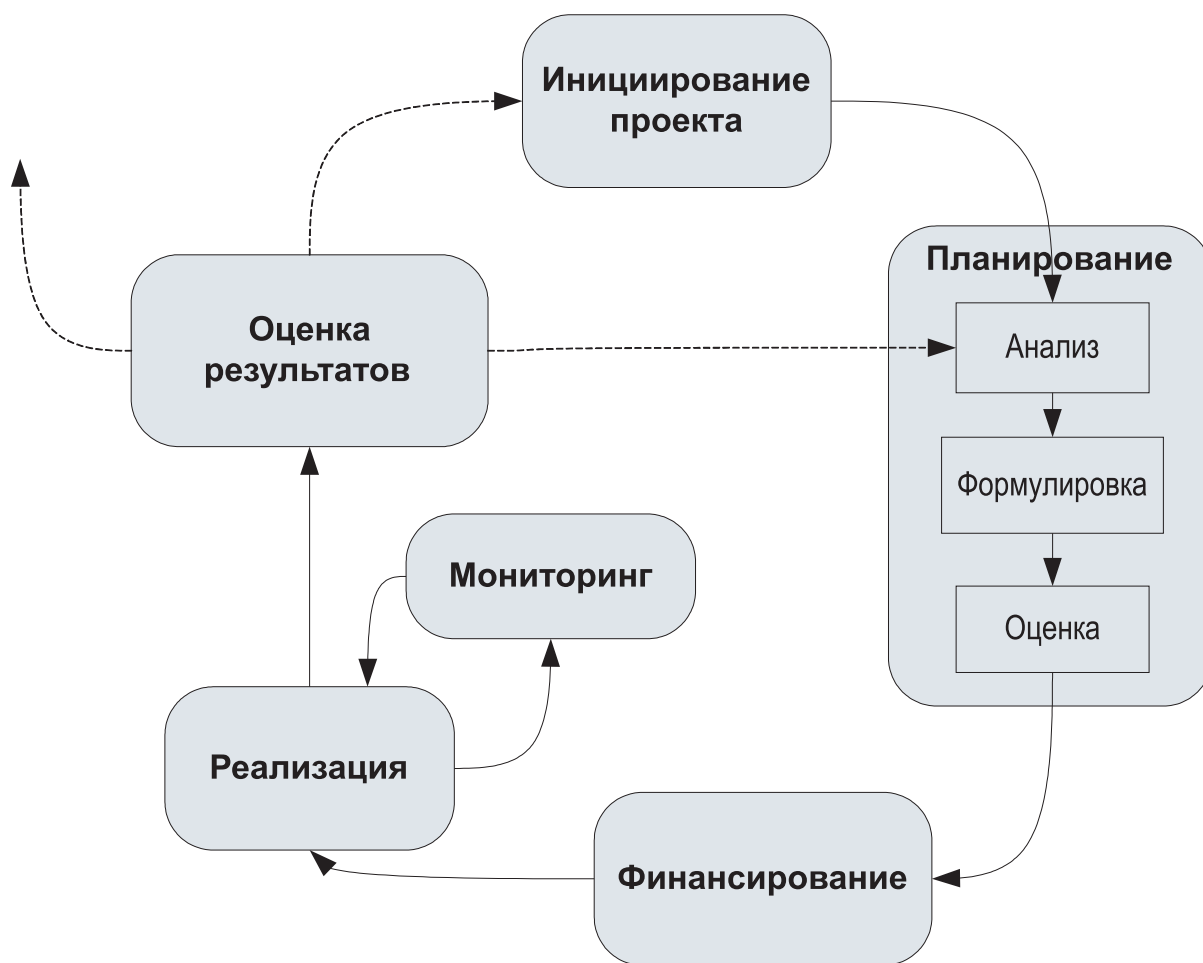 Инициирование
проекта
Планирование
Анализ
Формулировка
Оценка
Оценка
результатов
Мониторинг
Реализация
Финансирование